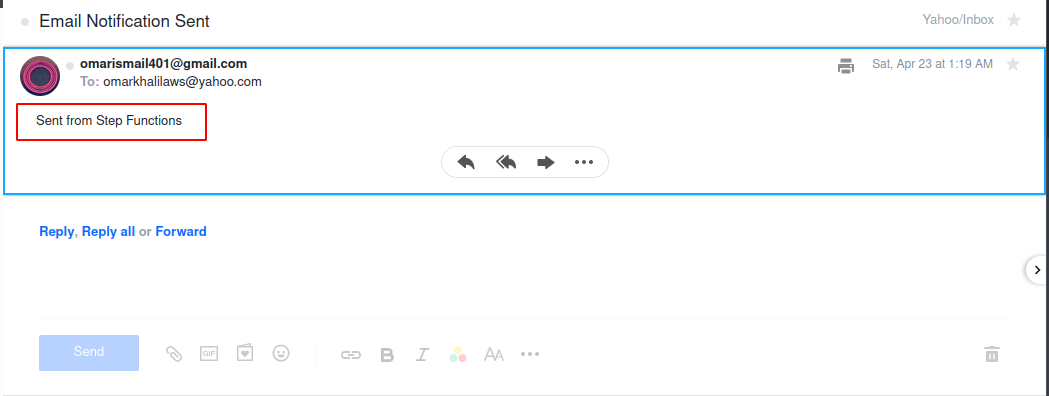 Email Notification Sent
Yahoo/Inbox
omarismail401@gmail.com
Sat, Apr 23 at 1:19 AM
To: omarkhalilaws@yahoo.com
Sent from Step Functions
Reply, Reply all or Forward
Send
GIF
B I AA